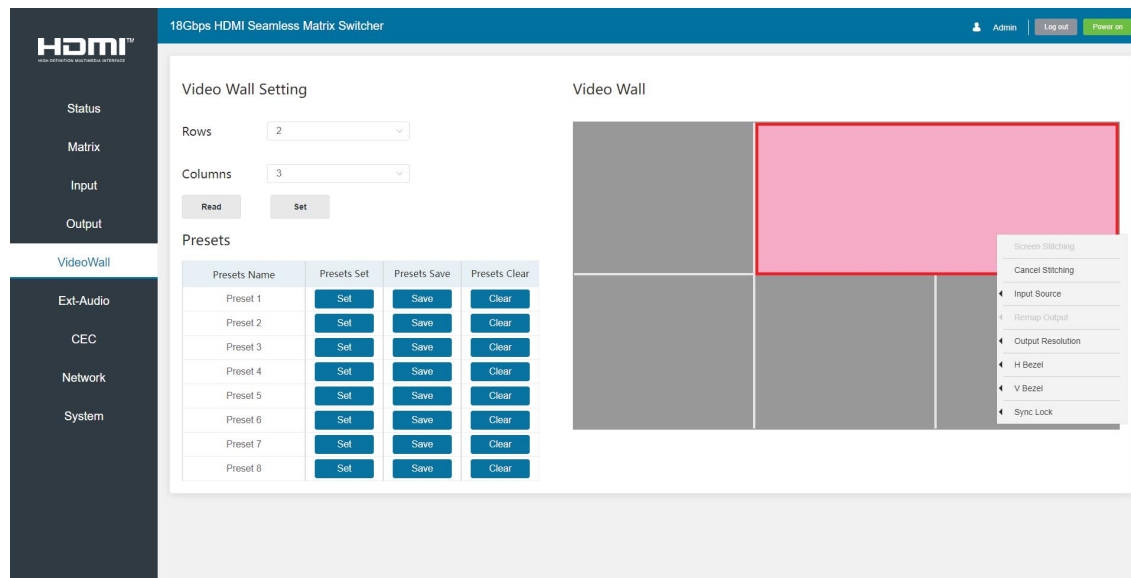 HDMI™
HIGH DEFINITION MULTIMEDIA INTERFACE
18Gbps HDMI Seamless Matrix Switcher
Admin
Log out
Power on
Status
Matrix
Input
Output
VideoWall
Ext-Audio
CEC
Network
System
Video Wall Setting
Rows 2
Columns 3
Read Set
Presets
Presets Name Presets Set Presets Save Presets Clear
Preset 1 Set Save Clear
Preset 2 Set Save Clear
Preset 3 Set Save Clear
Preset 4 Set Save Clear
Preset 5 Set Save Clear
Preset 6 Set Save Clear
Preset 7 Set Save Clear
Preset 8 Set Save Clear
Video Wall
Screen Stitching
Cancel Stitching
Input Source
Remap Output
Output Resolution
H Bezel
V Bezel
Sync Lock